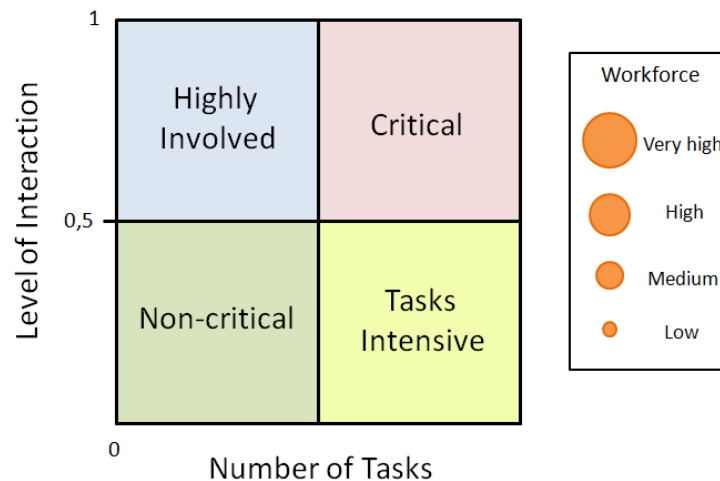 1
Level of Interaction
Highly
Involved
Critical
0,5
Non-critical
Tasks
Intensive
0
Number of Tasks
Workforce
Very high
High
Medium
Low